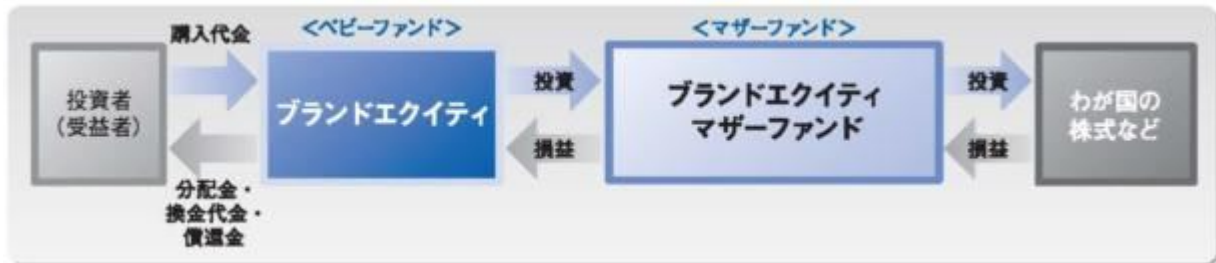 購入代金
<ベビーファンド>
<マザーファンド>
投資者
(受益者)
ブランドエクイティ
投資
損益
ブランドエクイティ
マザーファンド
投資
損益
わが国の
株式など
分配金・
換金代金・
償還金